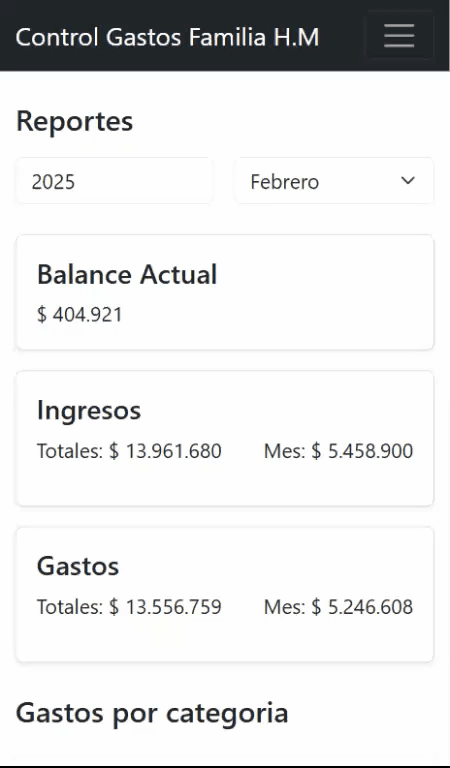 Control Gastos Familia H.M
Reportes
2025 Febrero
Balance Actual
$ 404.921
Ingresos
Totales: $ 13.961.680 Mes: $ 5.458.900
Gastos
Totales: $ 13.556.759 Mes: $ 5.246.608
Gastos por categoria